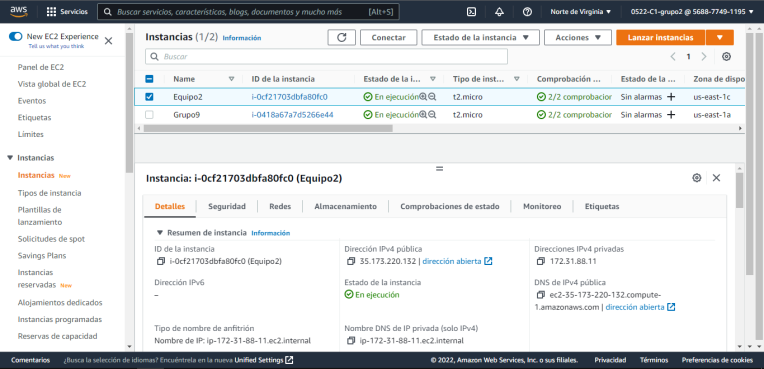 aws Servicios Buscar servicios, características, blogs, documentos y mucho más [Alt+S] Norte de Virginia 0522-C1-grupo2 @ 5688-7749-1195
New EC2 Experience
Tell us what you think
Panel de EC2
Vista global de EC2
Eventos
Etiquetas
Límites
Instancias
Instancias New
Tipos de instancia
Plantillas de
lanzamiento
Solicitudes de spot
Savings Plans
Instancias
reservadas New
Alojamientos dedicados
Instancias programadas
Reservas de capacidad
Instancias (1/2) Información Conectar Estado de la instancia Acciones Lanzar instancias
Buscar 1
Name ID de la instancia Estado de la i... Tipo de inst... Comprobación ... Estado de la ... Zona de dispo
Equipo2 i-0cf21703dbfa80fc0 En ejecución t2.micro 2/2 comprobacior Sin alarmas + us-east-1c
Grupo9 i-0418a67a7d5266e44 En ejecución t2.micro 2/2 comprobacior Sin alarmas + us-east-1a
Instancia: i-0cf21703dbfa80fc0 (Equipo2)
Detalles Seguridad Redes Almacenamiento Comprobaciones de estado Monitoreo Etiquetas
Resumen de instancia Información
ID de la instancia
i-0cf21703dbfa80fc0 (Equipo2)
Dirección IPv4 pública
35.173.220.132 | dirección abierta
Direcciones IPv4 privadas
172.31.88.11
Dirección IPv6
–
Estado de la instancia
En ejecución
DNS de IPv4 pública
ec2-35-173-220-132.compute-
1.amazonaws.com | dirección abierta
Tipo de nombre de anfitrión
Nombre de IP: ip-172-31-88-11.ec2.internal
Nombre DNS de IP privada (solo IPv4)
ip-172-31-88-11.ec2.internal
Comentarios ¿Busca la selección de idiomas? Encuéntrela en la nueva Unified Settings © 2022, Amazon Web Services, Inc. o sus filiales. Privacidad Términos Preferencias de cookies